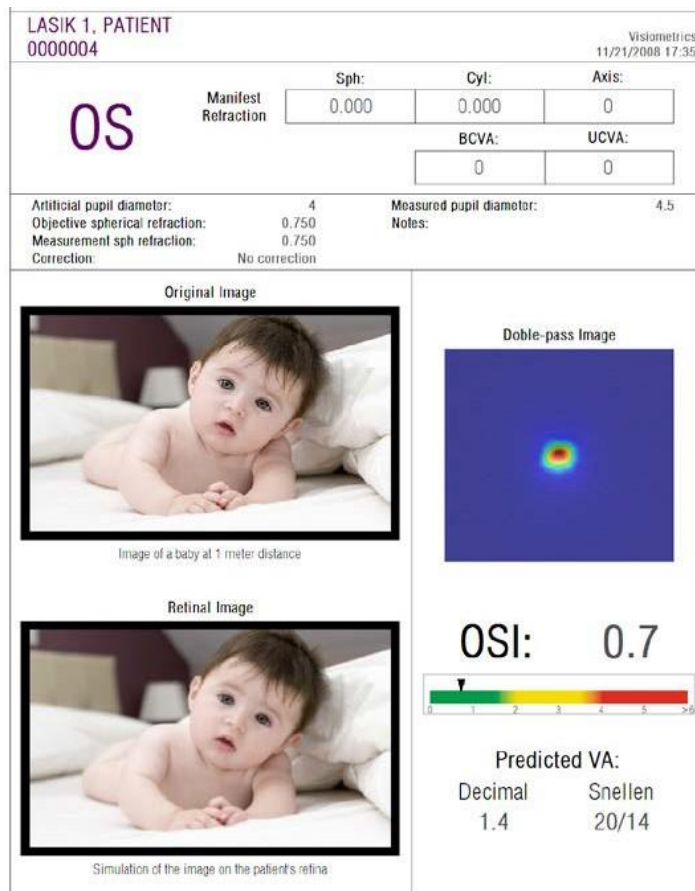 LASIK 1, PATIENT
0000004
Visiometrics
11/21/2008 17:35
OS
Manifest Refraction
Sph: Cyl: Axis:
0.000 0.000 0
BCVA: UCVA:
0 0
Artificial pupil diameter: 4
Objective spherical refraction: 0.750
Measurement sph refraction: 0.750
Correction: No correction
Measured pupil diameter: 4.5
Notes:
Original Image
Image of a baby at 1 meter distance
Retinal Image
Simulation of the image on the patient's retina
Doble-pass Image
OSI: 0.7
0 1 2 3 4 5 >6
Predicted VA:
Decimal Snellen
1.4 20/14